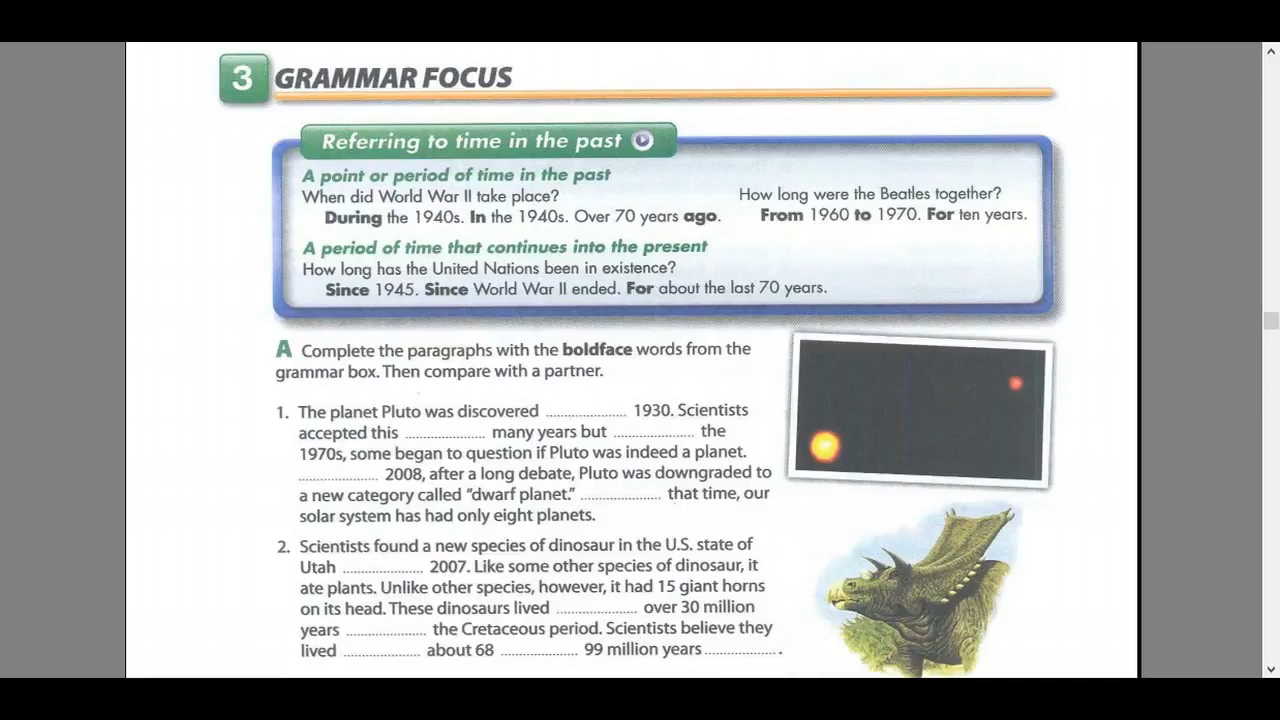 3 GRAMMAR FOCUS
Referring to time in the past
A point or period of time in the past
When did World War II take place?
During the 1940s. In the 1940s. Over 70 years ago.
How long were the Beatles together?
From 1960 to 1970. For ten years.
A period of time that continues into the present
How long has the United Nations been in existence?
Since 1945. Since World War II ended. For about the last 70 years.
A Complete the paragraphs with the boldface words from the
grammar box. Then compare with a partner.
1. The planet Pluto was discovered .................... 1930. Scientists
accepted this .................... many years but .................... the
1970s, some began to question if Pluto was indeed a planet.
.................... 2008, after a long debate, Pluto was downgraded to
a new category called “dwarf planet.” .................... that time, our
solar system has had only eight planets.
2. Scientists found a new species of dinosaur in the U.S. state of
Utah .................... 2007. Like some other species of dinosaur, it
ate plants. Unlike other species, however, it had 15 giant horns
on its head. These dinosaurs lived .................... over 30 million
years .................... the Cretaceous period. Scientists believe they
lived .................... about 68 .................... 99 million years .................... .